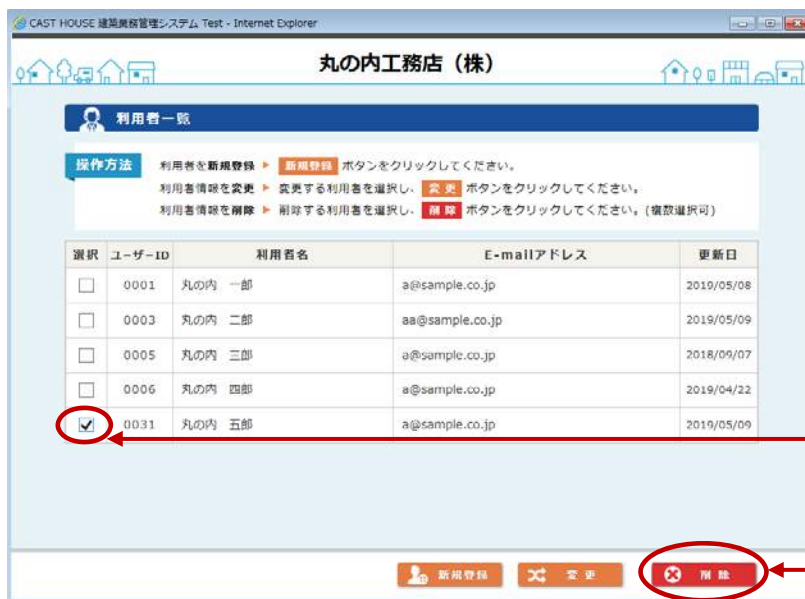 CAST HOUSE 建築業務管理システム Test - Internet Explorer
丸の内工務店（株）
利用者一覧
操作方法 利用者を新規登録 ▶ 新規登録 ボタンをクリックしてください。
利用者情報を変更 ▶ 変更する利用者を選択し、 変更 ボタンをクリックしてください。
利用者情報を削除 ▶ 削除する利用者を選択し、 削除 ボタンをクリックしてください。(複数選択可)
選択 ユーザーID 利用者名 E-mailアドレス 更新日
0001 丸の内 一郎 a@sample.co.jp 2019/05/08
0003 丸の内 二郎 aa@sample.co.jp 2019/05/09
0005 丸の内 三郎 a@sample.co.jp 2018/09/07
0006 丸の内 四郎 a@sample.co.jp 2019/04/22
0031 丸の内 五郎 a@sample.co.jp 2019/05/09
新規登録 変更 削除